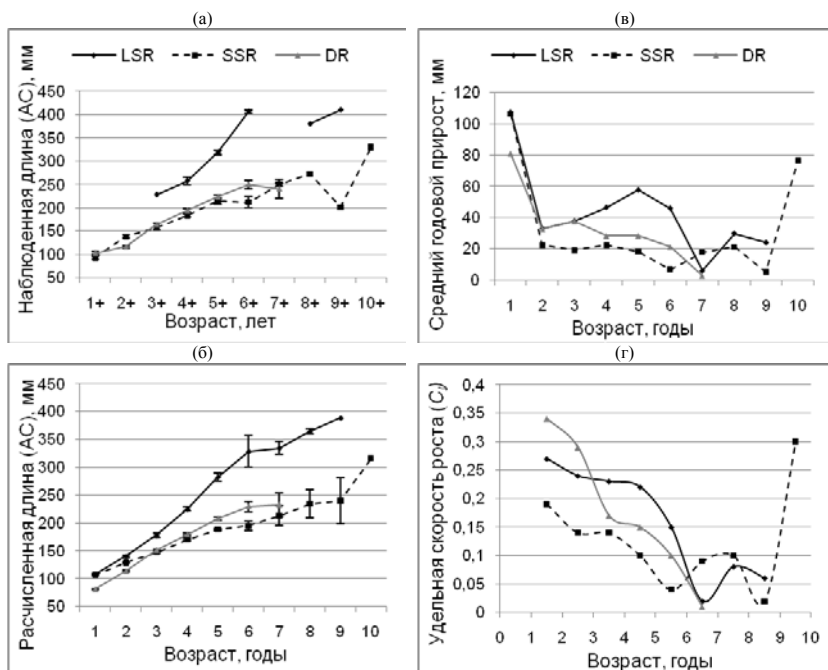 (а)
LSR SSR DR
Наблюденная длина (АС), мм
450
400
350
300
250
200
150
100
50
1+ 2+ 3+ 4+ 5+ 6+ 7+ 8+ 9+ 10+
Возраст, лет
(в)
LSR SSR DR
Средний годовой прирост, мм
120
100
80
60
40
20
0
1 2 3 4 5 6 7 8 9 10
Возраст, годы
(б)
Расчисленная длина (АС), мм
450
400
350
300
250
200
150
100
50
1 2 3 4 5 6 7 8 9 10
Возраст, годы
(г)
Удельная скорость роста (Cl)
0,4
0,35
0,3
0,25
0,2
0,15
0,1
0,05
0
0 1 2 3 4 5 6 7 8 9 10
Возраст, годы